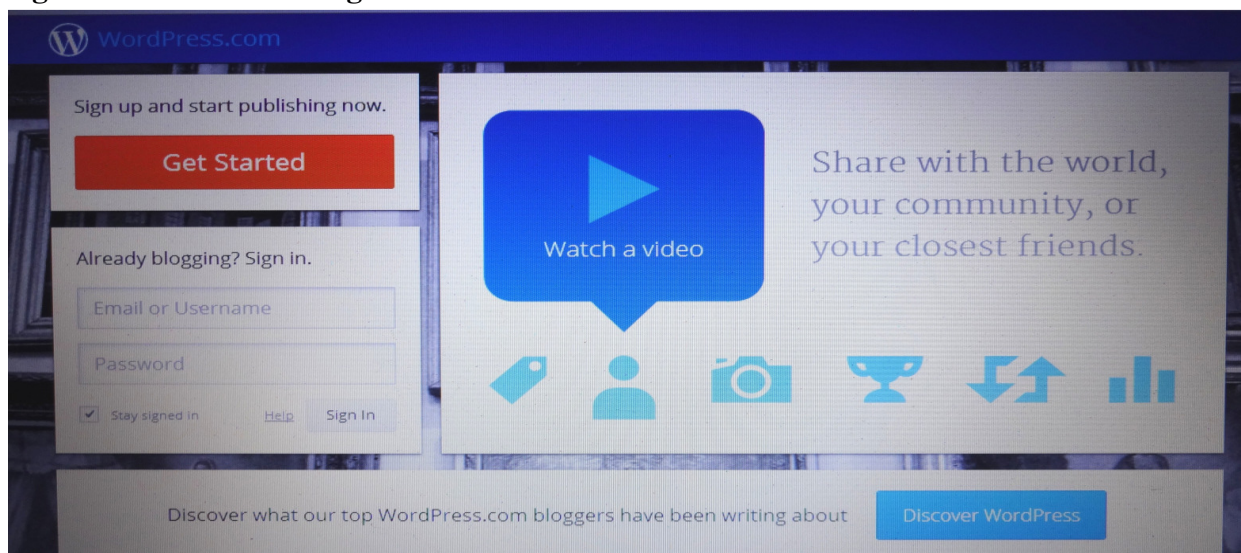 WordPress.com
Sign up and start publishing now.
Get Started
Already blogging? Sign in.
Email or Username
Password
Stay signed in Help Sign In
Watch a video
Share with the world,
your community, or
your closest friends.
Discover what our top WordPress.com bloggers have been writing about
Discover WordPress